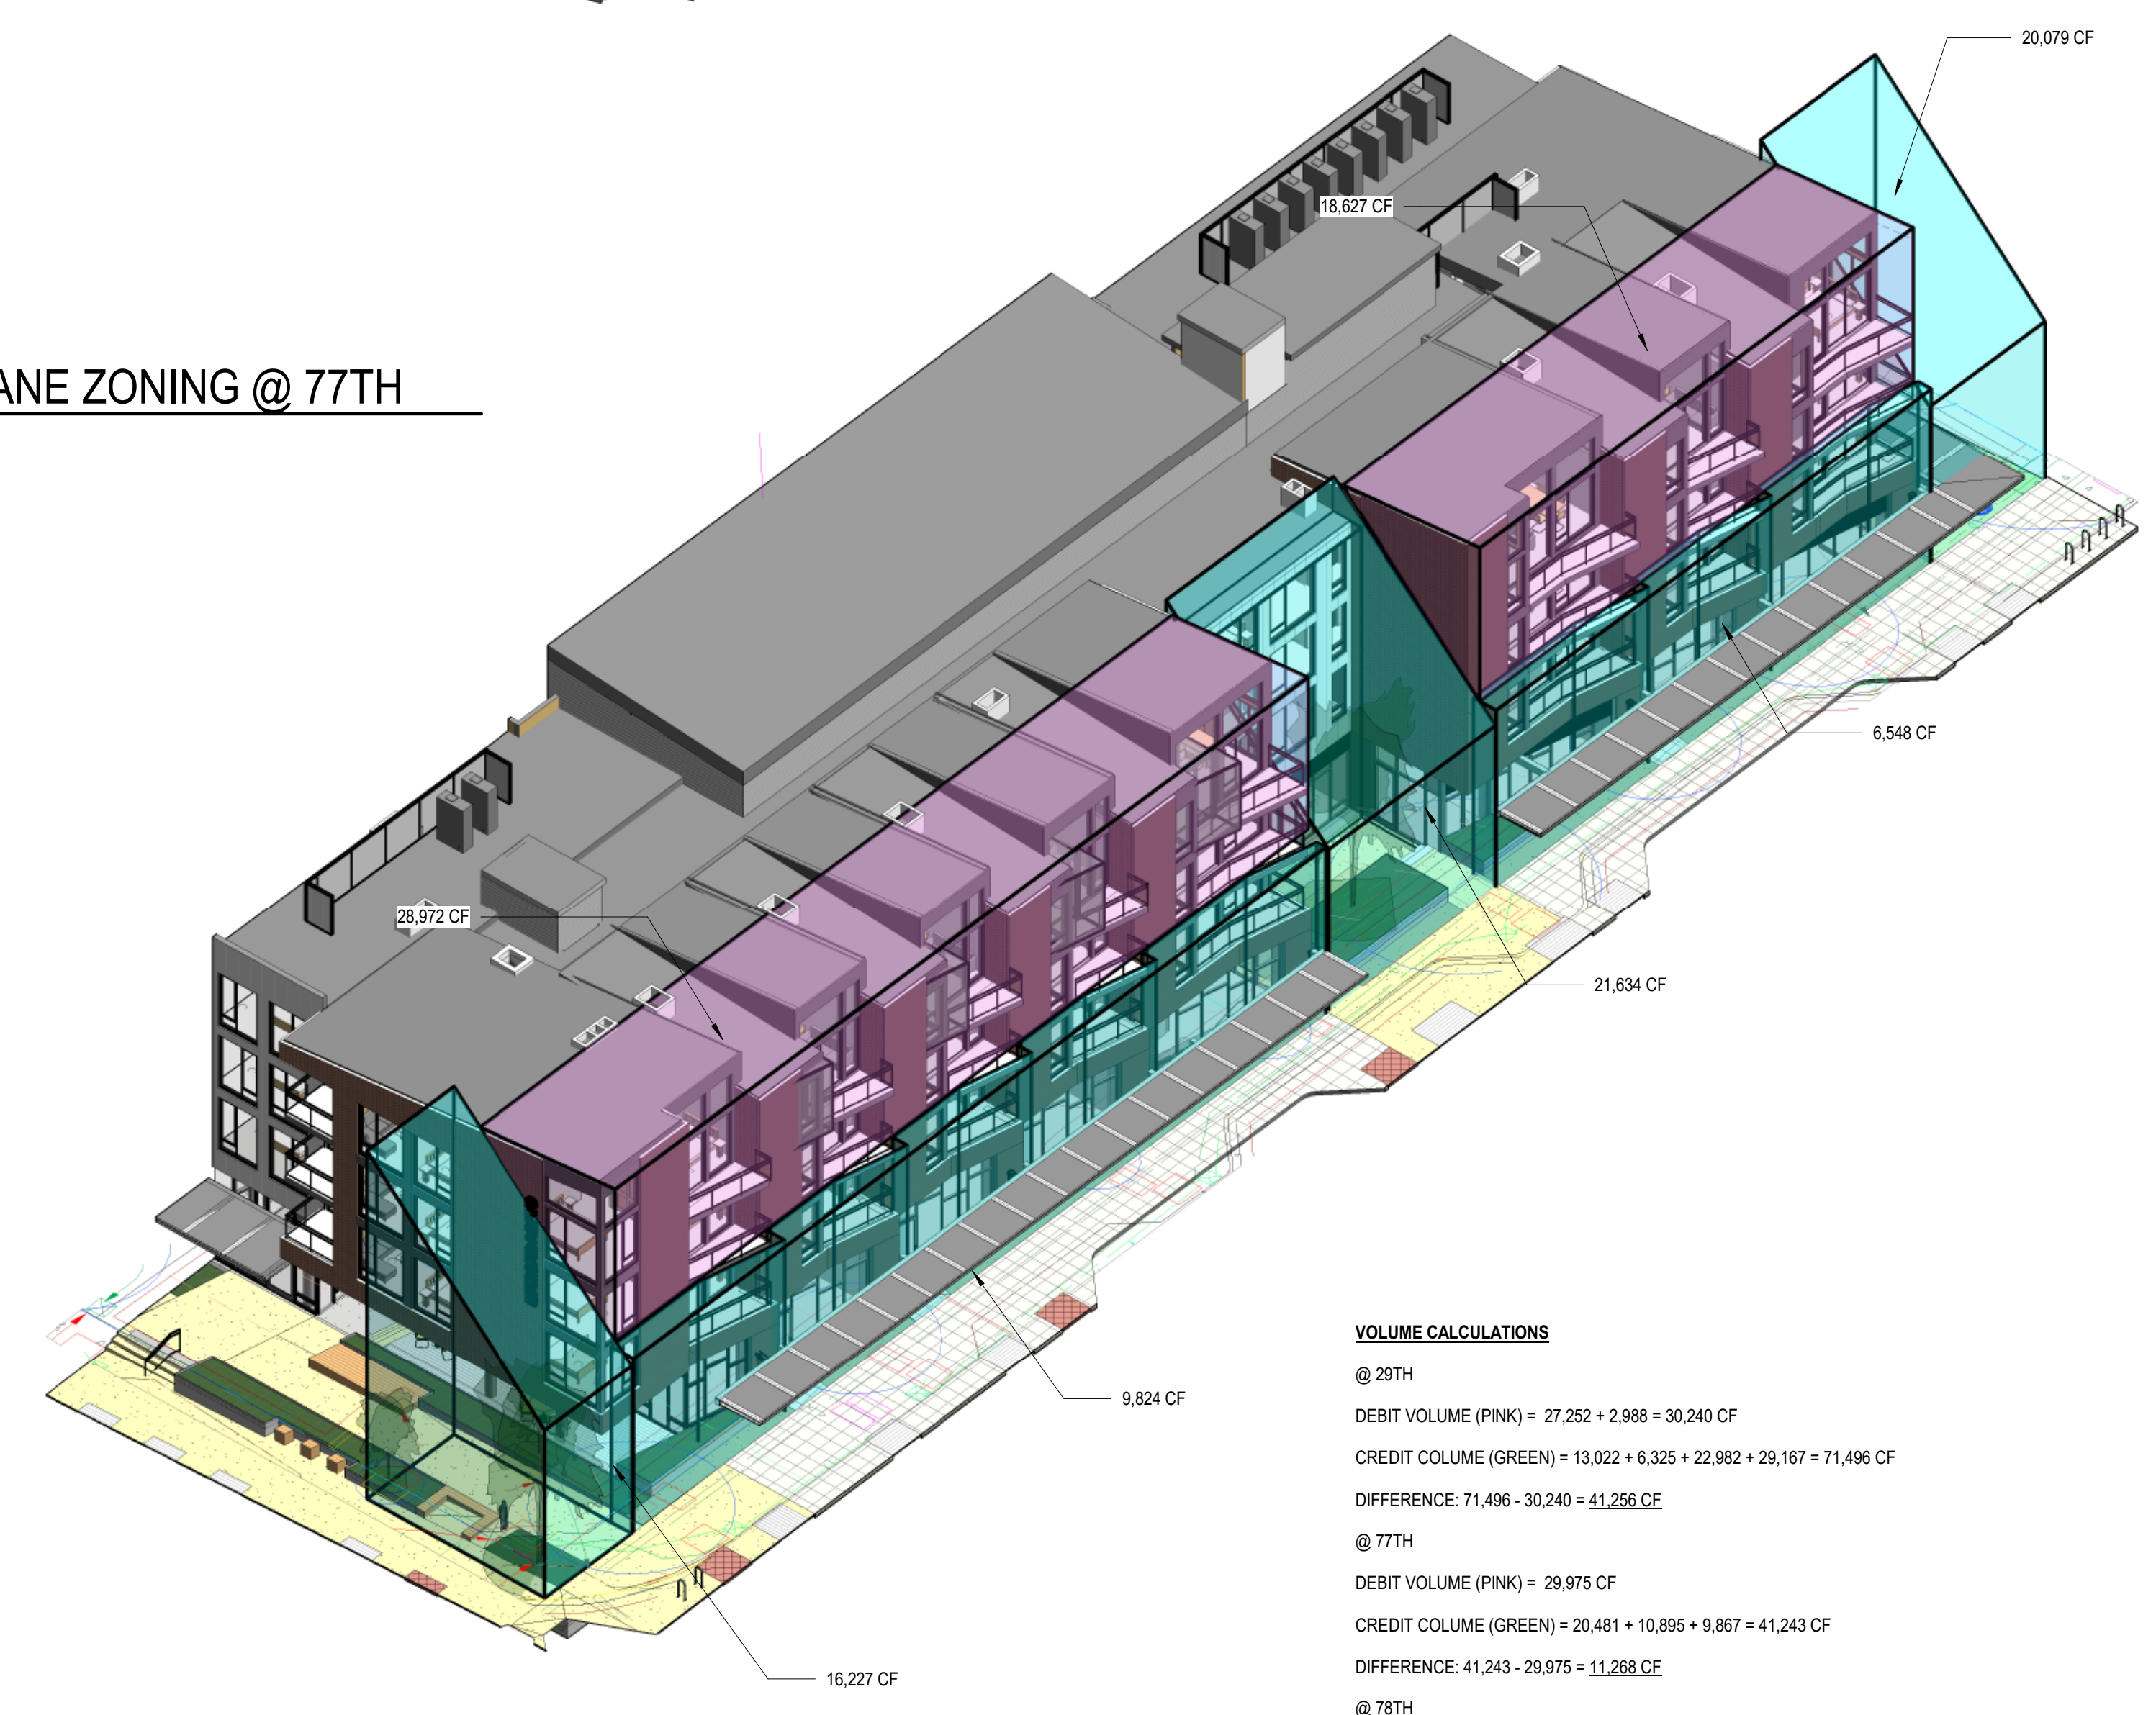 20,079 CF
18,627 CF
ANE ZONING @ 77TH
6,548 CF
28,972 CF
21,634 CF
9,824 CF
16,227 CF
VOLUME CALCULATIONS
@ 29TH
DEBIT VOLUME (PINK) = 27,252 + 2,988 = 30,240 CF
CREDIT COLUME (GREEN) = 13,022 + 6,325 + 22,982 + 29,167 = 71,496 CF
DIFFERENCE: 71,496 - 30,240 = 41,256 CF
@ 77TH
DEBIT VOLUME (PINK) = 29,975 CF
CREDIT COLUME (GREEN) = 20,481 + 10,895 + 9,867 = 41,243 CF
DIFFERENCE: 41,243 - 29,975 = 11,268 CF
@ 78TH